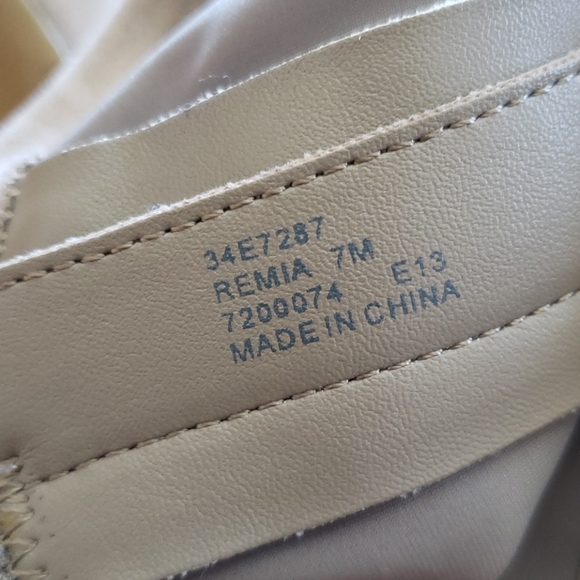 34E7287
REMIA 7M
7200074 E13
MADE IN CHINA